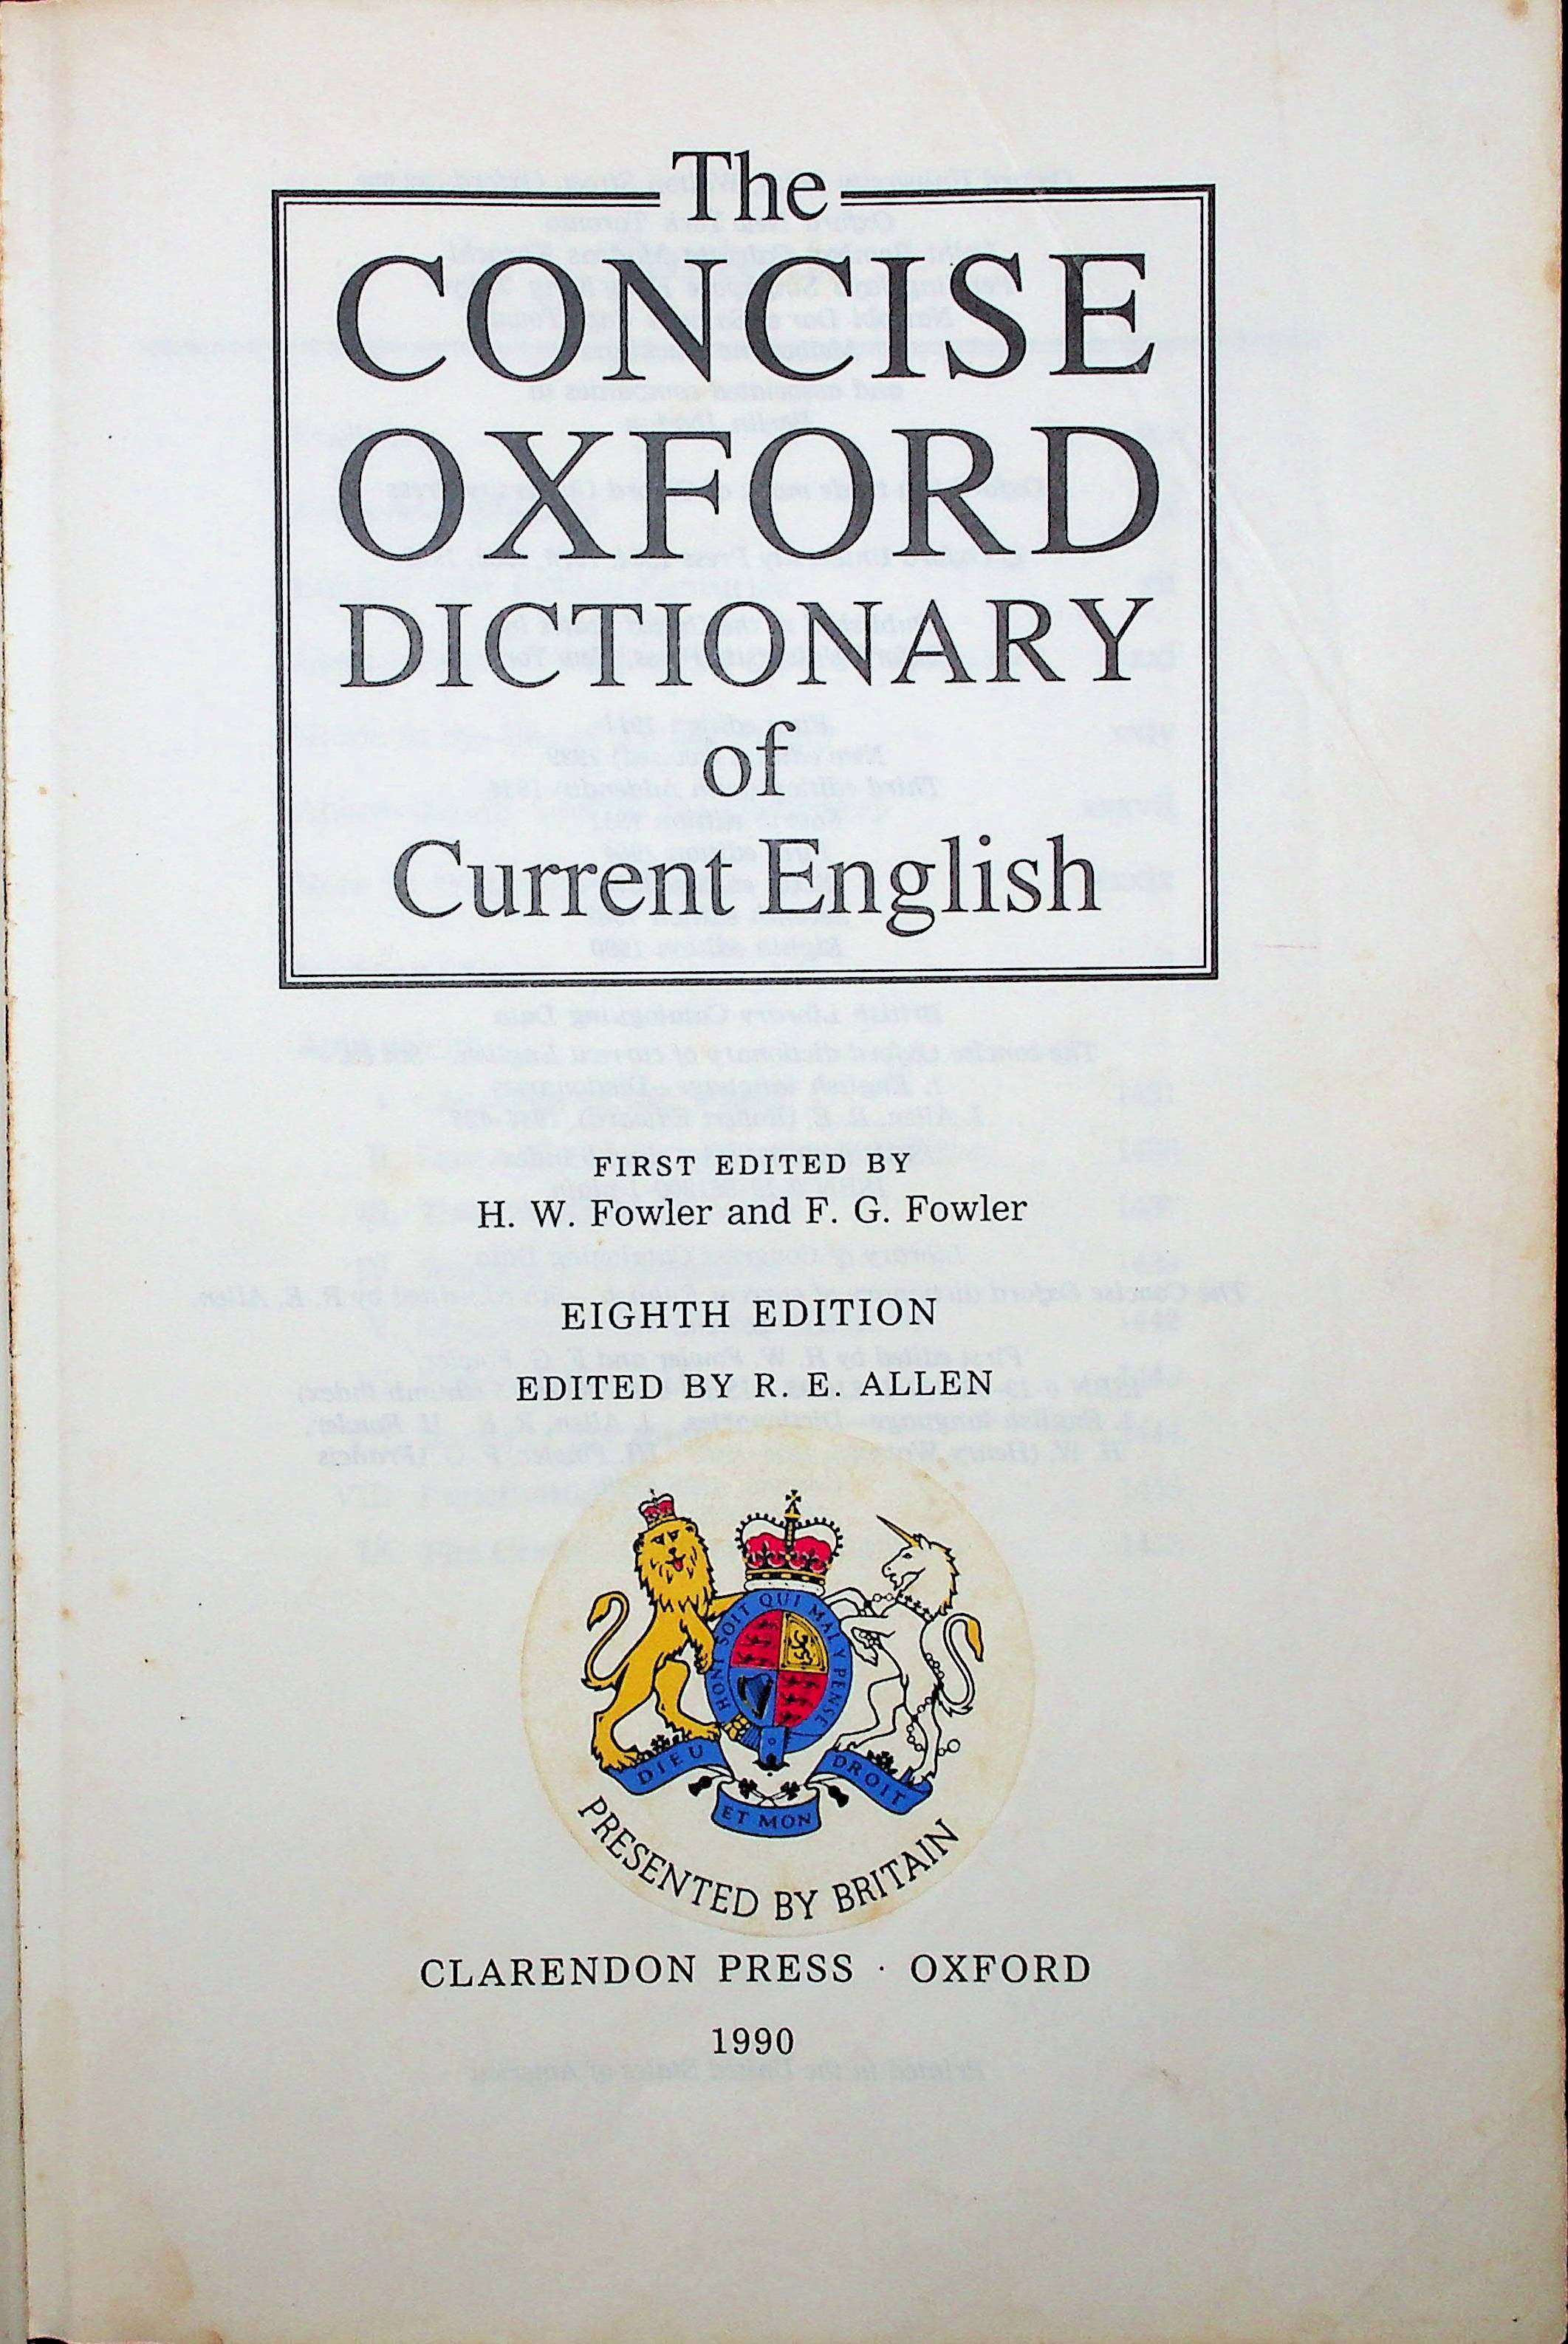 The
CONCISE
OXFORD
DICTIONARY
of
Current English
FIRST EDITED BY
H. W. Fowler and F. G. Fowler
EIGHTH EDITION
EDITED BY R. E. ALLEN
HONI SOIT QUI MAL Y PENSE
DIEU ET MON DROIT
PRESENTED BY BRITAIN
CLARENDON PRESS · OXFORD
1990